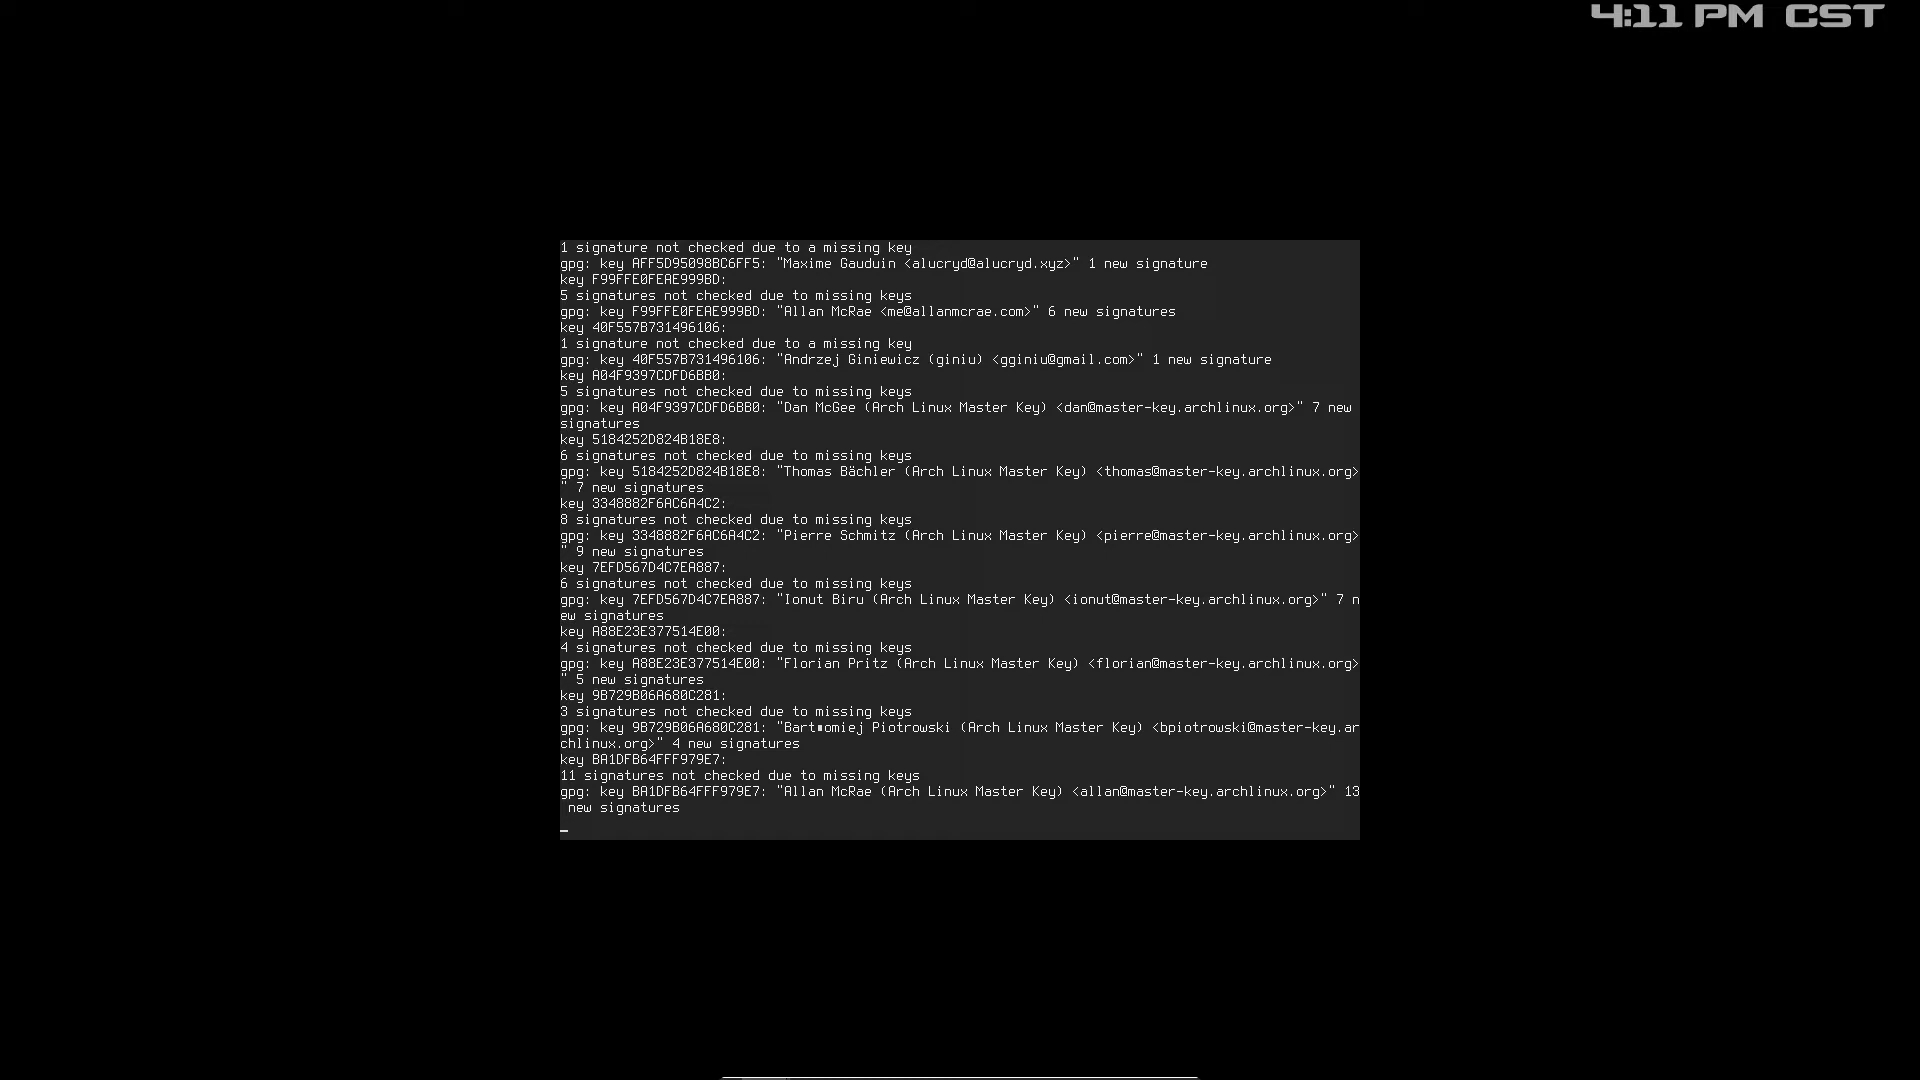 4:11 PM CST
1 signature not checked due to a missing key
gpg: key AFF5D95098BC6FF5: "Maxime Gauduin <alucryd@alucryd.xyz>" 1 new signature
key F99FFE0FEAE999BD:
5 signatures not checked due to missing keys
gpg: key F99FFE0FEAE999BD: "Allan McRae <me@allanmcrae.com>" 6 new signatures
key 40F557B731496106:
1 signature not checked due to a missing key
gpg: key 40F557B731496106: "Andrzej Giniewicz (giniu) <gginiu@gmail.com>" 1 new signature
key A04F9397CDFD6BB0:
5 signatures not checked due to missing keys
gpg: key A04F9397CDFD6BB0: "Dan McGee (Arch Linux Master Key) <dan@master-key.archlinux.org>" 7 new
signatures
key 5184252D824B18E8:
6 signatures not checked due to missing keys
gpg: key 5184252D824B18E8: "Thomas Bächler (Arch Linux Master Key) <thomas@master-key.archlinux.org>
" 7 new signatures
key 3348882F6AC6A4C2:
8 signatures not checked due to missing keys
gpg: key 3348882F6AC6A4C2: "Pierre Schmitz (Arch Linux Master Key) <pierre@master-key.archlinux.org>
" 9 new signatures
key 7EFD567D4C7EA887:
6 signatures not checked due to missing keys
gpg: key 7EFD567D4C7EA887: "Ionut Biru (Arch Linux Master Key) <ionut@master-key.archlinux.org>" 7 n
ew signatures
key A88E23E377514E00:
4 signatures not checked due to missing keys
gpg: key A88E23E377514E00: "Florian Pritz (Arch Linux Master Key) <florian@master-key.archlinux.org>
" 5 new signatures
key 9B729B06A680C281:
3 signatures not checked due to missing keys
gpg: key 9B729B06A680C281: "Bart▪omiej Piotrowski (Arch Linux Master Key) <bpiotrowski@master-key.ar
chlinux.org>" 4 new signatures
key BA1DFB64FFF979E7:
11 signatures not checked due to missing keys
gpg: key BA1DFB64FFF979E7: "Allan McRae (Arch Linux Master Key) <allan@master-key.archlinux.org>" 13
new signatures